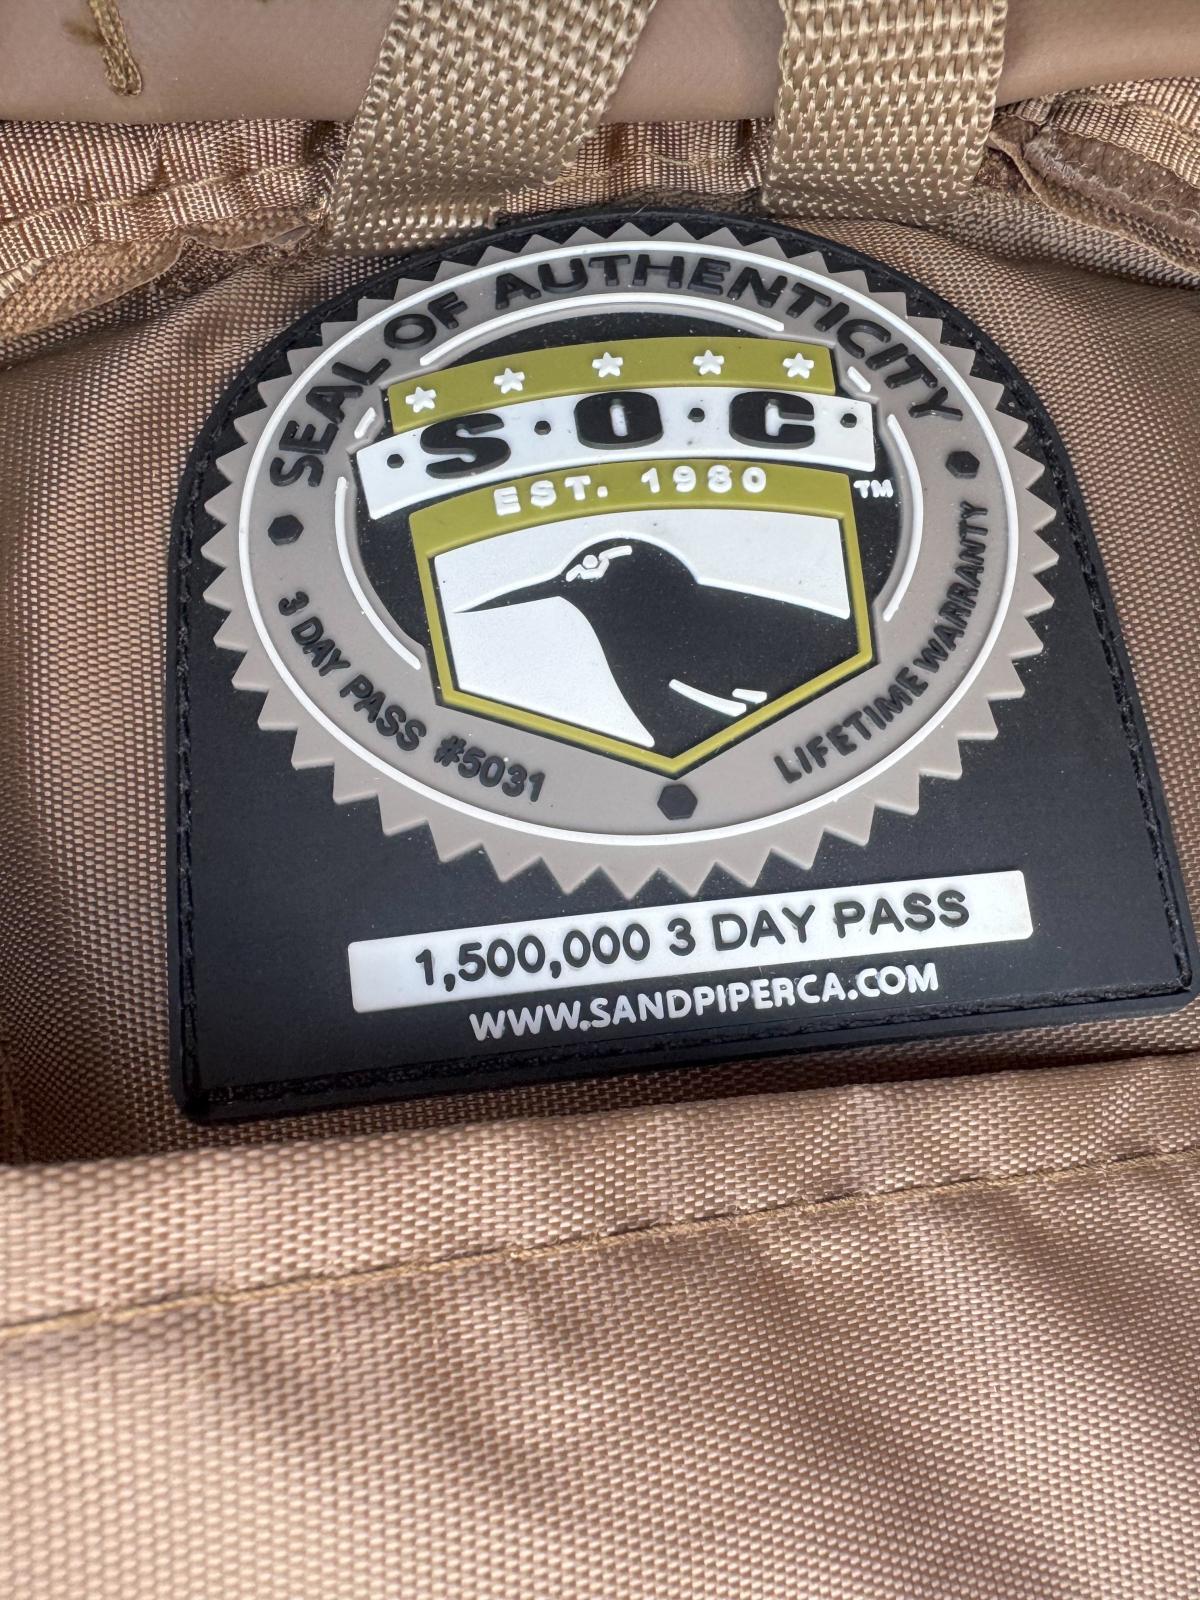 SEAL OF AUTHENTICITY
S·O·C
EST. 1980
TM
3 DAY PASS #5031
LIFETIME WARRANTY
1,500,000 3 DAY PASS
WWW.SANDPIPERCA.COM